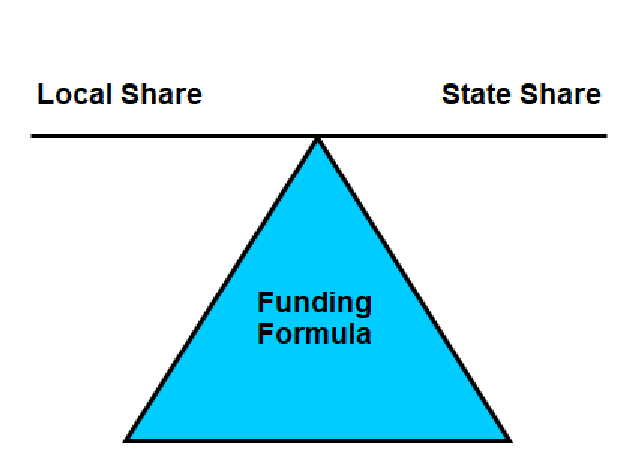 Local Share
State Share
Funding
Formula